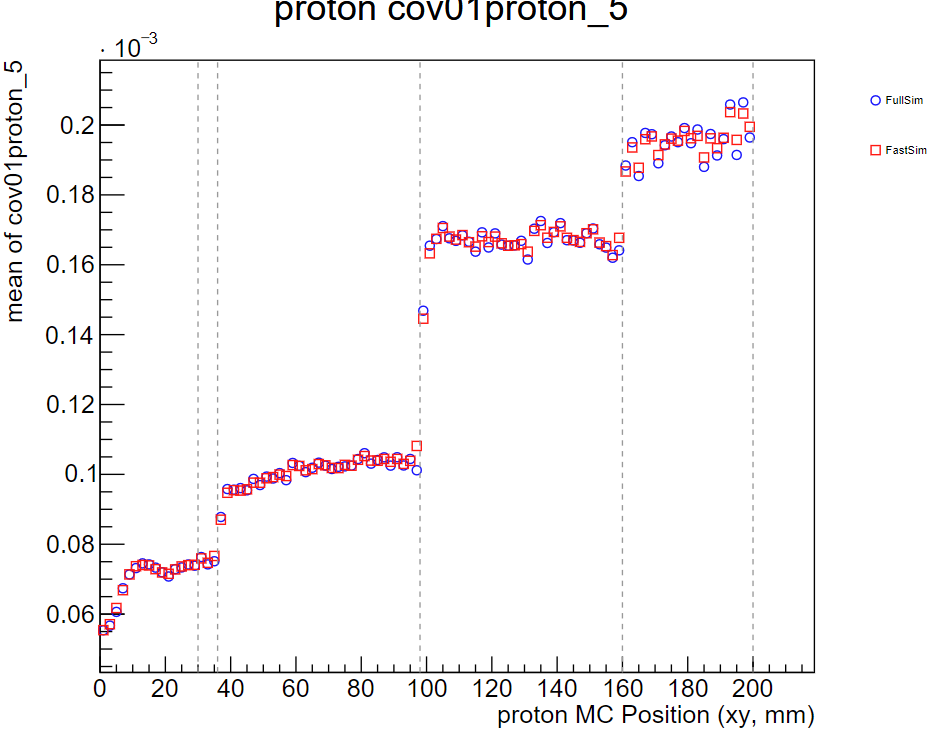 proton cov01proton_5
· 10⁻³
mean of cov01proton_5
0.2
0.18
0.16
0.14
0.12
0.1
0.08
0.06
0 20 40 60 80 100 120 140 160 180 200
proton MC Position (xy, mm)
FullSim
FastSim